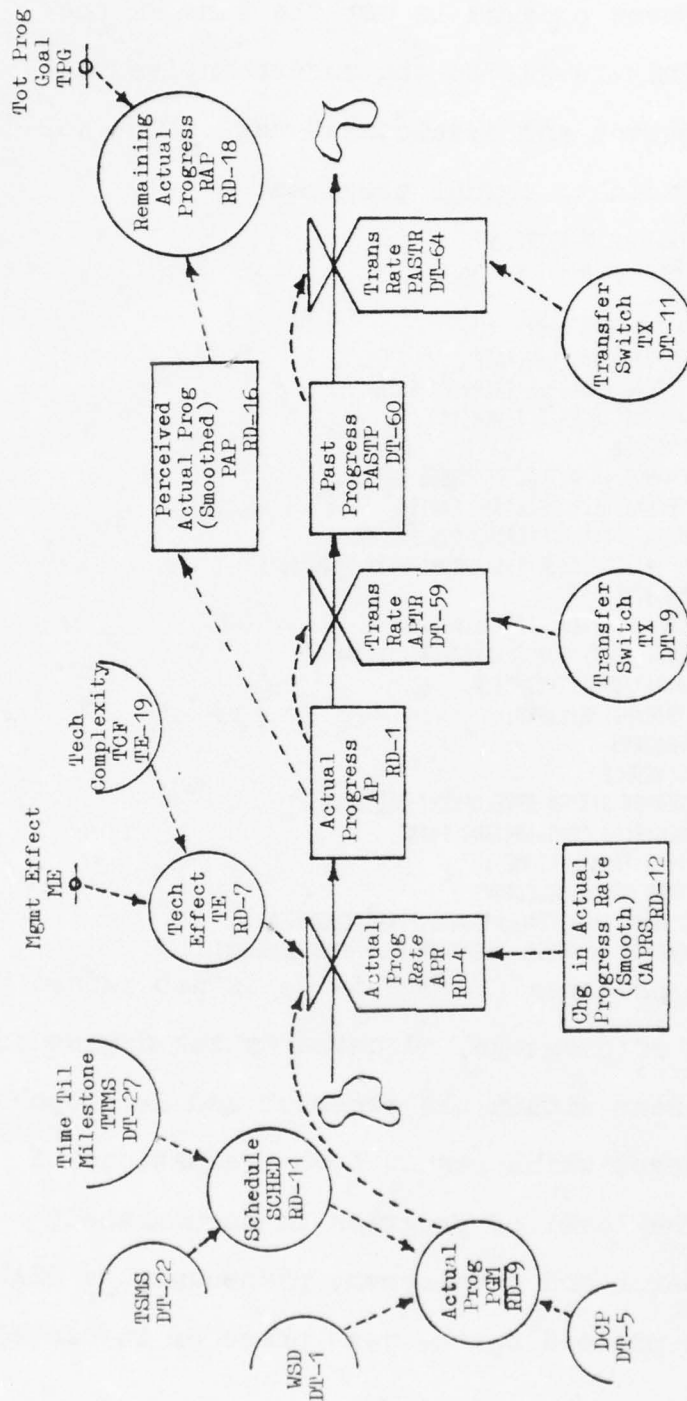 Tot Prog
Goal
TPG
Remaining
Actual
Progress
RAP
RD-18
Perceived
Actual Prog
(Smoothed)
PAP
RD-16
Trans
Rate
PASTR
DT-64
Transfer
Switch
TX
DT-11
Past
Progress
PASTP
DT-60
Trans
Rate
APTR
DT-59
Transfer
Switch
TX
DT-9
Tech
Complexity
TCF
TE-19
Mgmt Effect
ME
Tech
Effect
TE
RD-7
Actual
Progress
AP
RD-1
Actual
Prog
Rate
APR
RD-4
Chg in Actual
Progress Rate
(Smooth)
CAPRS
RD-12
Time Til
Milestone
TTMS
DT-27
TSMS
DT-22
Schedule
SCHED
RD-11
WSD
DT-1
Actual
Prog
PGM
RD-9
DCP
DT-5